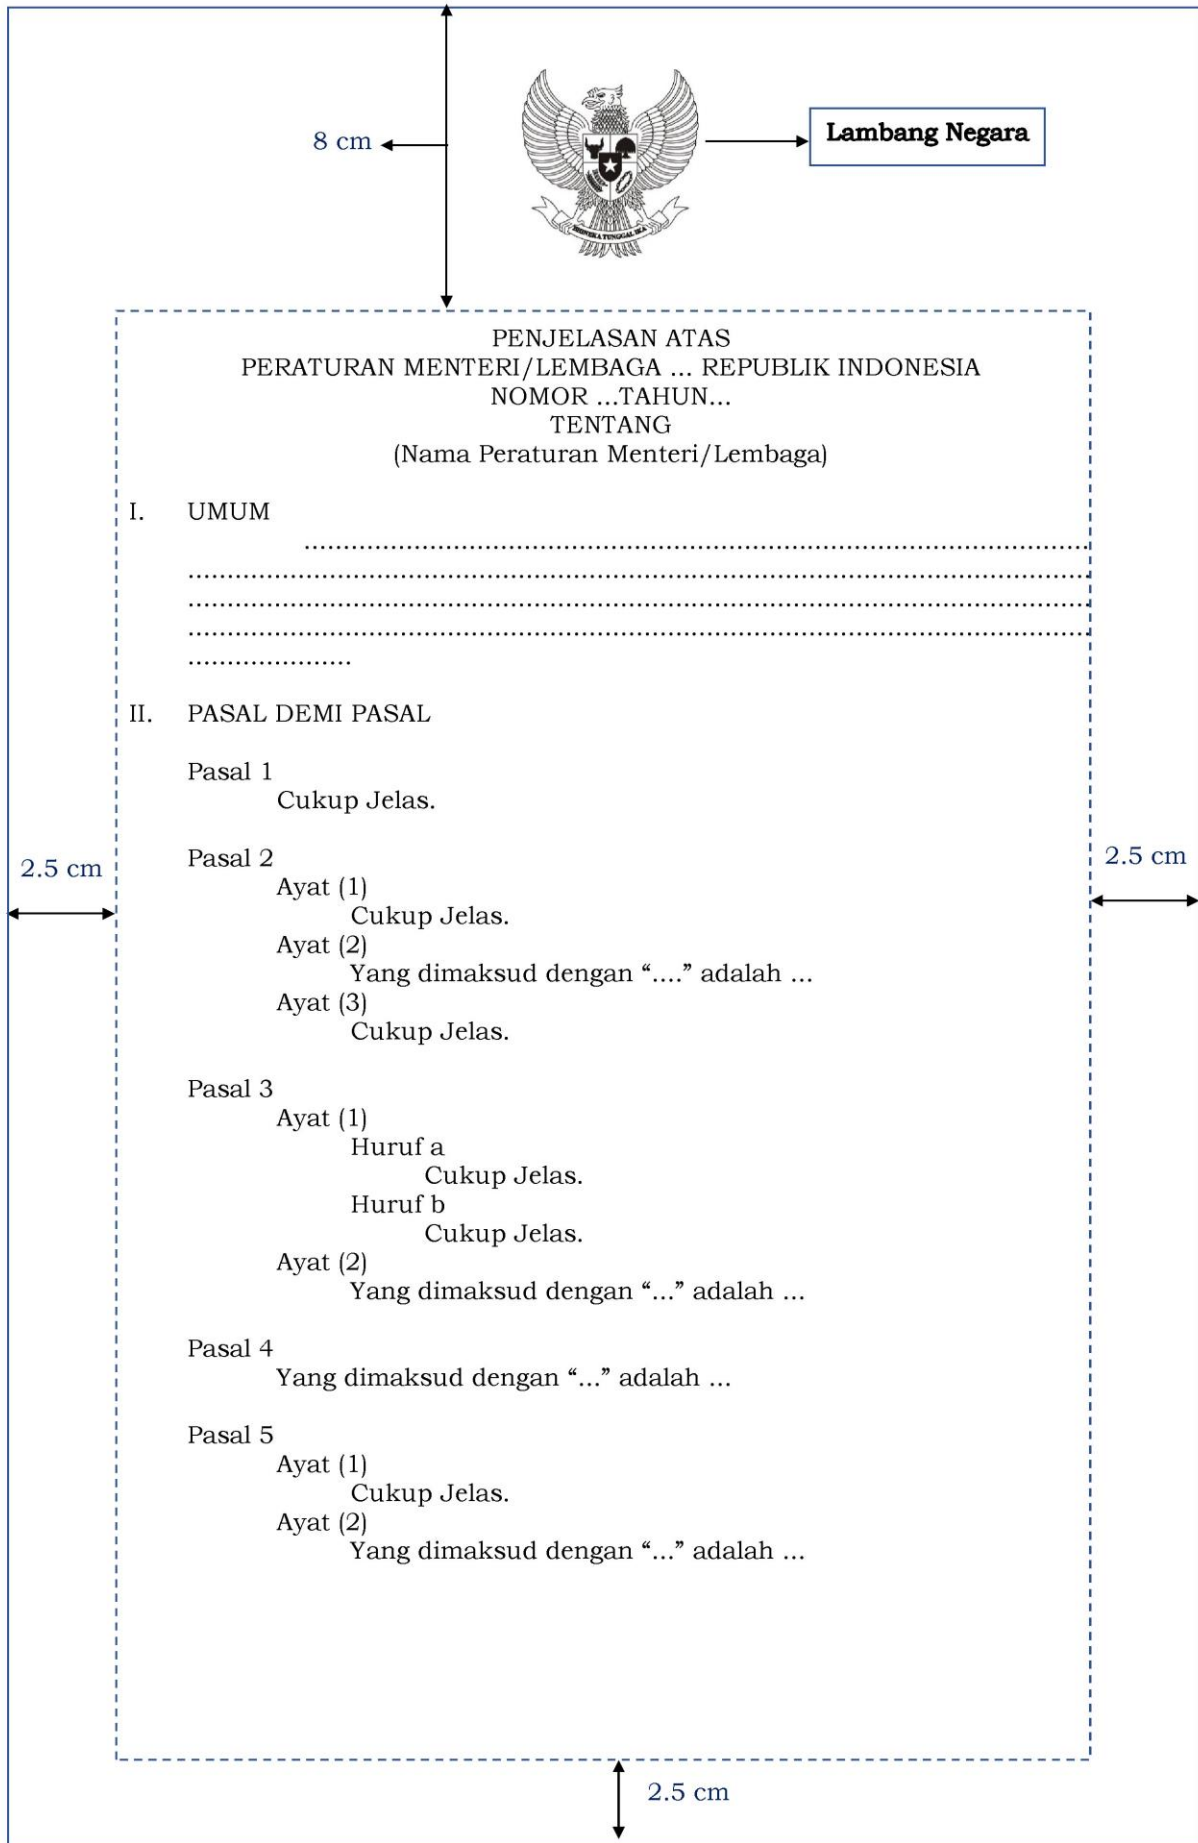 8 cm
Lambang Negara
BHINNEKA TUNGGAL IKA
PENJELASAN ATAS
PERATURAN MENTERI/LEMBAGA ... REPUBLIK INDONESIA
NOMOR ...TAHUN...
TENTANG
(Nama Peraturan Menteri/Lembaga)
I. UMUM
....................................................................................................
...................................................................................................................
...................................................................................................................
...................................................................................................................
.....................
II. PASAL DEMI PASAL
Pasal 1
Cukup Jelas.
Pasal 2
Ayat (1)
Cukup Jelas.
Ayat (2)
Yang dimaksud dengan “....” adalah ...
Ayat (3)
Cukup Jelas.
Pasal 3
Ayat (1)
Huruf a
Cukup Jelas.
Huruf b
Cukup Jelas.
Ayat (2)
Yang dimaksud dengan “...” adalah ...
Pasal 4
Yang dimaksud dengan “...” adalah ...
Pasal 5
Ayat (1)
Cukup Jelas.
Ayat (2)
Yang dimaksud dengan “...” adalah ...
2.5 cm
2.5 cm
2.5 cm